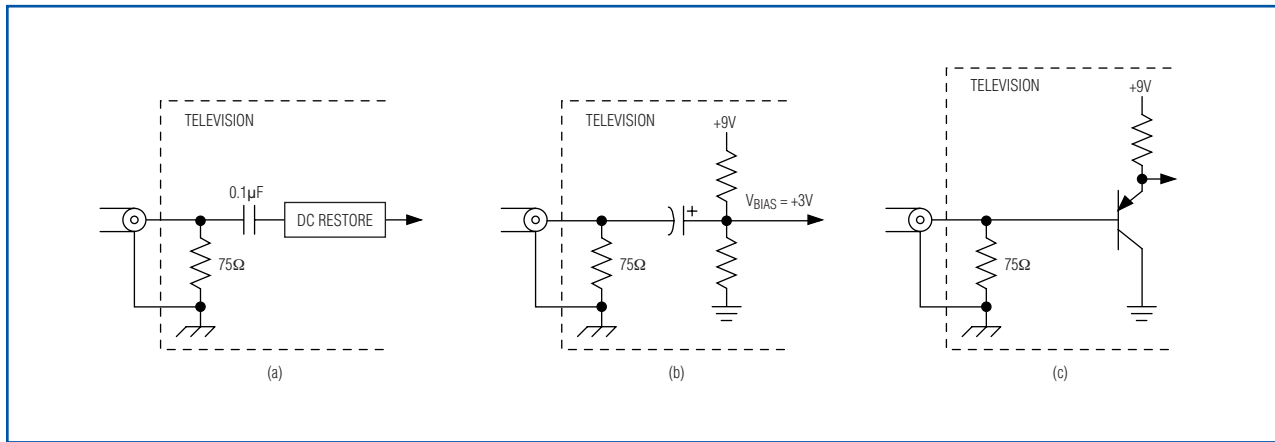 TELEVISION
0.1µF
DC RESTORE
75Ω
(a)
TELEVISION
+9V
VBIAS = +3V
+
75Ω
(b)
TELEVISION
+9V
75Ω
(c)